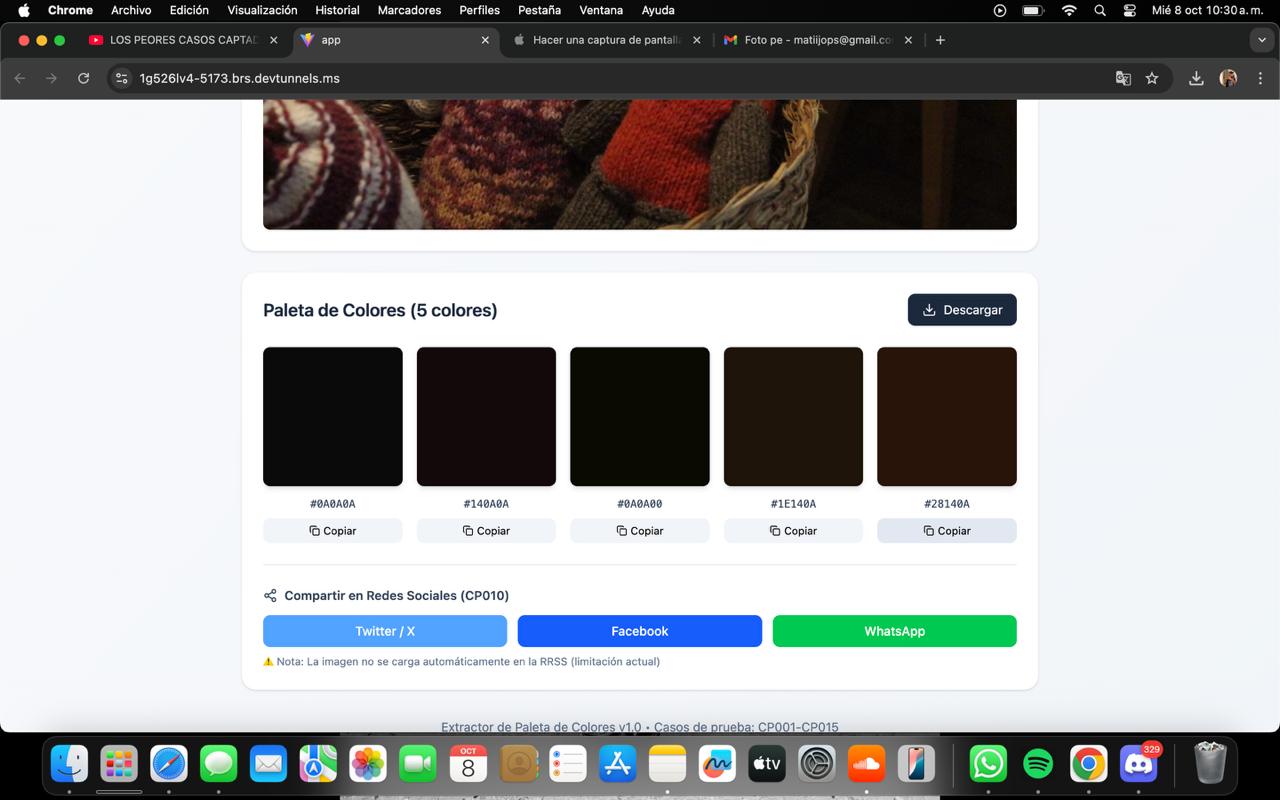 Chrome Archivo Edición Visualización Historial Marcadores Perfiles Pestaña Ventana Ayuda Mié 8 oct 10:30 a.m.
LOS PEORES CASOS CAPTAD app Hacer una captura de pantall Foto pe - matiijops@gmail.co
1g526lv4-5173.brs.devtunnels.ms
Paleta de Colores (5 colores) Descargar
#0A0A0A #140A0A #0A0A00 #1E140A #28140A
Copiar Copiar Copiar Copiar Copiar
Compartir en Redes Sociales (CP010)
Twitter / X Facebook WhatsApp
⚠️ Nota: La imagen no se carga automáticamente en la RRSS (limitación actual)
Extractor de Paleta de Colores v1.0 • Casos de prueba: CP001-CP015
OCT
8
tv
329